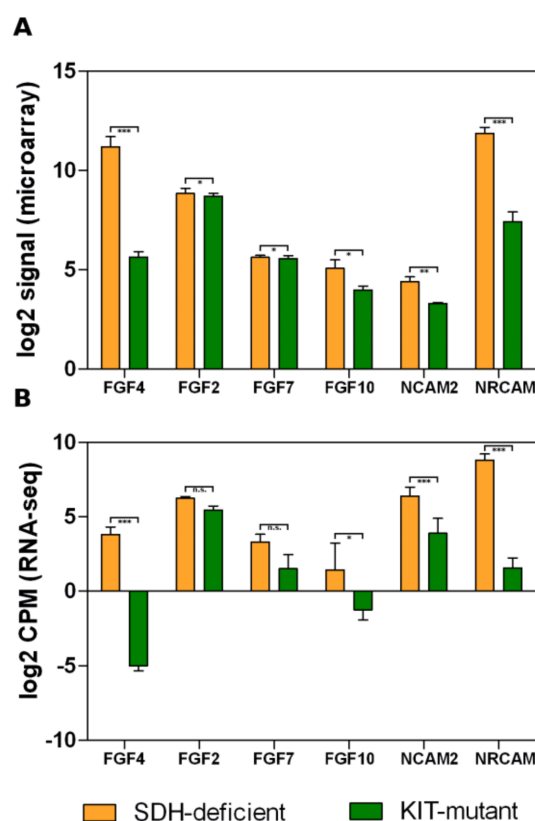 A
log2 signal (microarray)
15
10
5
0
***
*
*
*
**
***
FGF4 FGF2 FGF7 FGF10 NCAM2 NRCAM
B
log2 CPM (RNA-seq)
10
5
0
-5
-10
***
n.s.
n.s.
*
***
***
FGF4 FGF2 FGF7 FGF10 NCAM2 NRCAM
SDH-deficient KIT-mutant